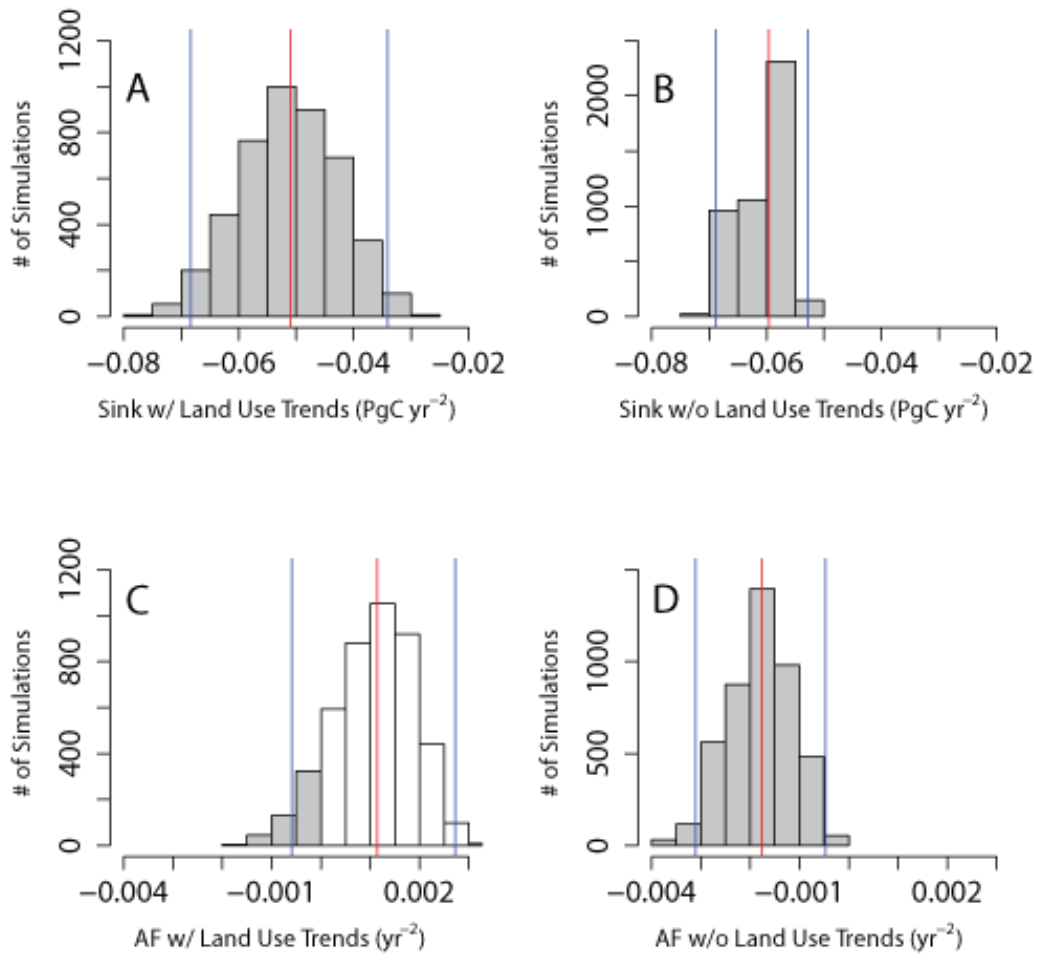 A
B
# of Simulations
0
400
800
1200
−0.08
−0.06
−0.04
−0.02
Sink w/ Land Use Trends (PgC yr⁻²)
# of Simulations
0
1000
2000
−0.08
−0.06
−0.04
−0.02
Sink w/o Land Use Trends (PgC yr⁻²)
C
D
# of Simulations
0
400
800
1200
−0.004
−0.001
0.002
AF w/ Land Use Trends (yr⁻²)
# of Simulations
0
500
1000
−0.004
−0.001
0.002
AF w/o Land Use Trends (yr⁻²)